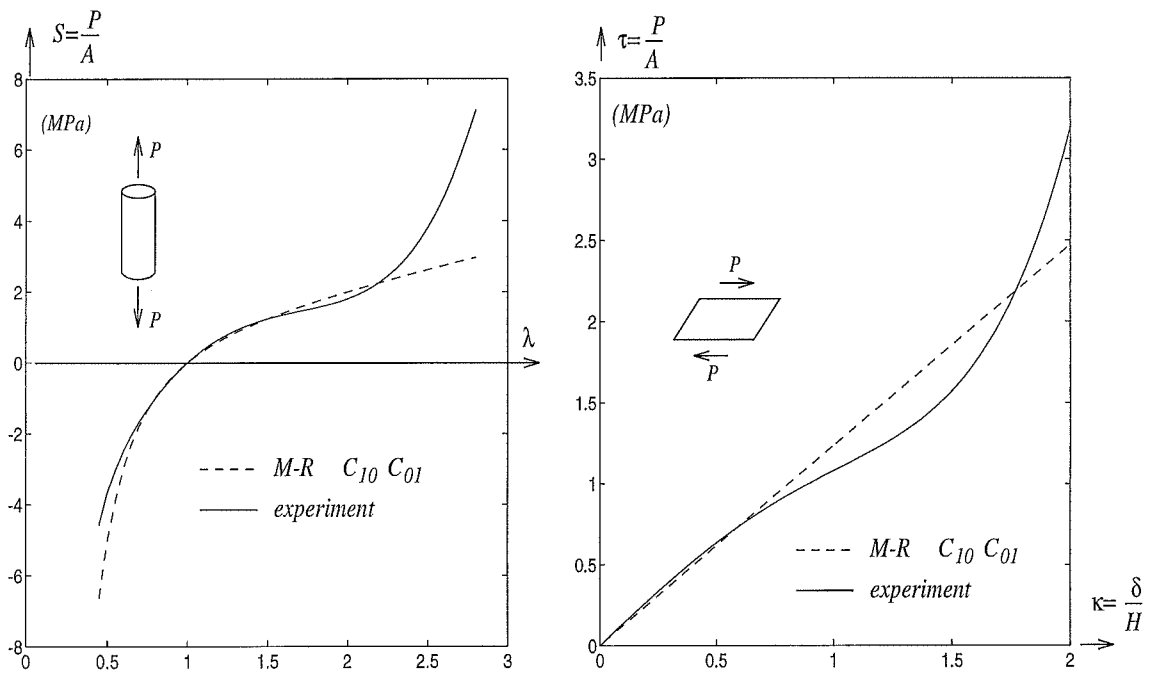 S=P/A
8
(MPa)
6
P
4
2
P
λ
0
-2
M-R C10 C01
-4
experiment
-6
-8
0 0.5 1 1.5 2 2.5 3
τ=P/A
3.5
(MPa)
3
2.5
P
2
P
1.5
1
M-R C10 C01
0.5
experiment
κ=δ/H
0
0 0.5 1 1.5 2